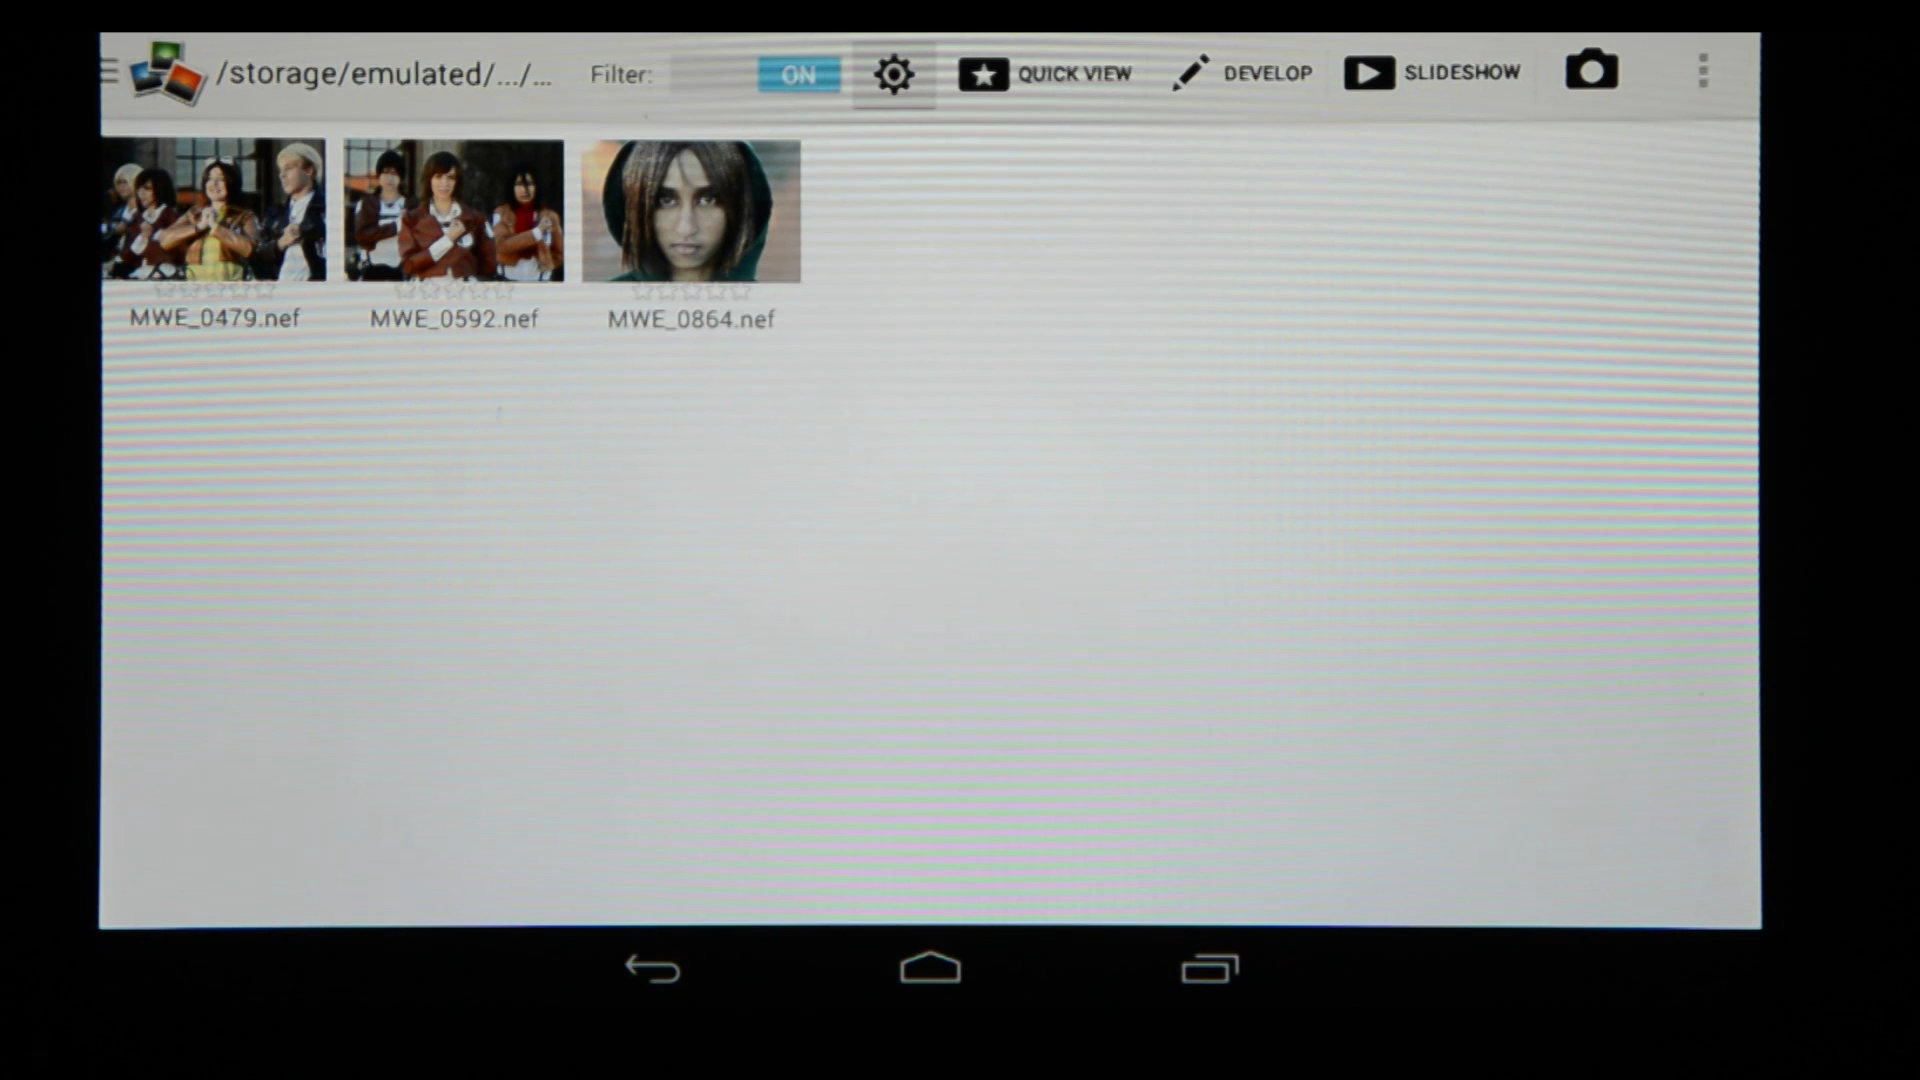 /storage/emulated/.../... Filter: ON QUICK VIEW DEVELOP SLIDESHOW
MWE_0479.nef MWE_0592.nef MWE_0864.nef